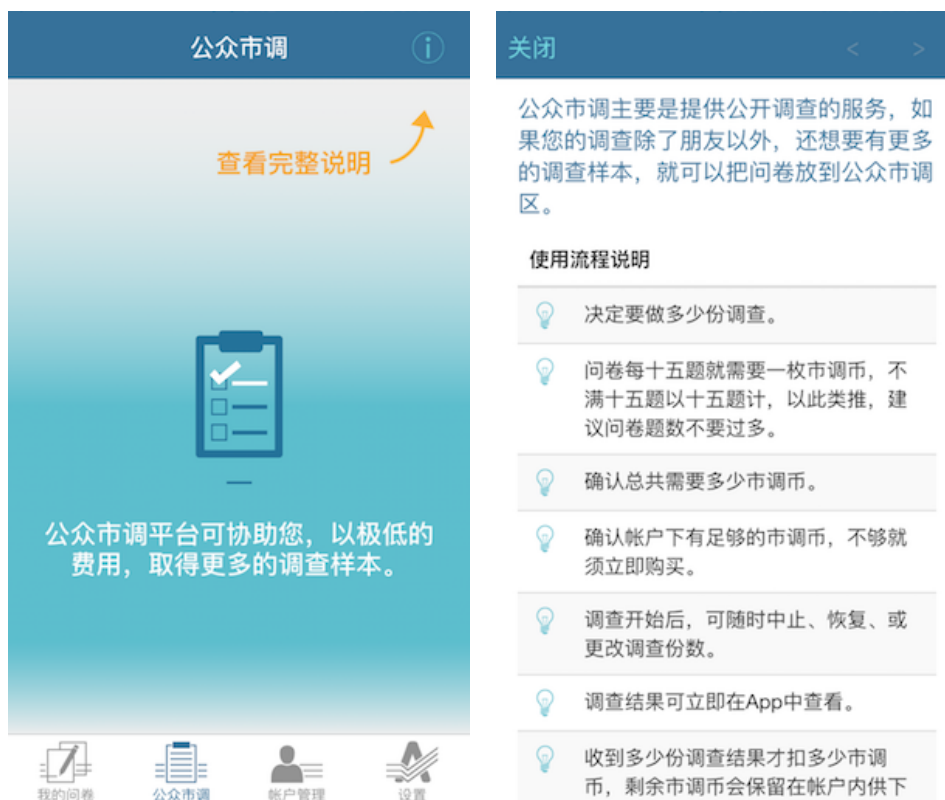 公众市调
查看完整说明
公众市调平台可协助您，以极低的
费用，取得更多的调查样本。
我的问卷
公众市调
帐户管理
设置
关闭
< >
公众市调主要是提供公开调查的服务，如
果您的调查除了朋友以外，还想要有更多
的调查样本，就可以把问卷放到公众市调
区。
使用流程说明
决定要做多少份调查。
问卷每十五题就需要一枚市调币，不
满十五题以十五题计，以此类推，建
议问卷题数不要过多。
确认总共需要多少市调币。
确认帐户下有足够的市调币，不够就
须立即购买。
调查开始后，可随时中止、恢复、或
更改调查份数。
调查结果可立即在App中查看。
收到多少份调查结果才扣多少市调
币，剩余市调币会保留在帐户内供下